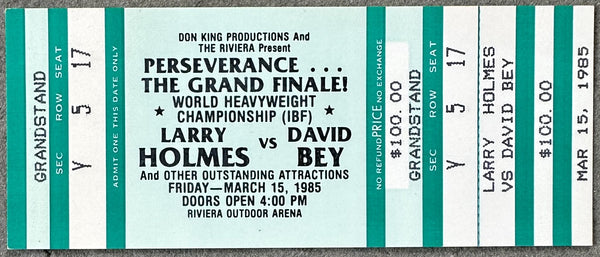 GRANDSTAND
SEC ROW SEAT
Y 5 17
ADMIT ONE THIS DATE ONLY
DON KING PRODUCTIONS And
THE RIVIERA Present
PERSEVERANCE . . .
THE GRAND FINALE!
WORLD HEAVYWEIGHT
★ CHAMPIONSHIP (IBF) ★
LARRY VS DAVID
HOLMES BEY
And OTHER OUTSTANDING ATTRACTIONS
FRIDAY—MARCH 15, 1985
DOORS OPEN 4:00 PM
RIVIERA OUTDOOR ARENA
NO REFUND PRICE NO EXCHANGE
$100.00
GRANDSTAND
SEC ROW SEAT
Y 5 17
LARRY HOLMES
VS DAVID BEY
$100.00
MAR 15, 1985